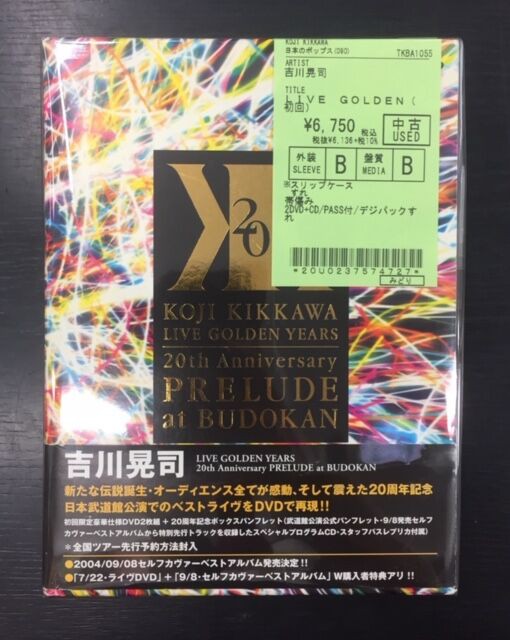 KOJI KIKKAWA
日本のポップス(DVD) TKBA1055
ARTIST
吉川晃司
TITLE
LIVE GOLDEN(
初回)
¥6,750 税込
税抜¥6,136+税10%
中古
USED
外装
SLEEVE
B
盤質
MEDIA
B
※スリップケース
すれ
帯傷み
2DVD+CD/PASS付/デジパックす
れ
*20U0237574727*
みどり
K
20
KOJI KIKKAWA
LIVE GOLDEN YEARS
20th Anniversary
PRELUDE
at BUDOKAN
吉川晃司
LIVE GOLDEN YEARS
20th Anniversary PRELUDE at BUDOKAN
新たな伝説誕生・オーディエンス全てが感動、そして震えた20周年記念
日本武道館公演でのベストライヴをDVDで再現!!
初回限定豪華仕様DVD2枚組+20周年記念ボックスパンフレット(武道館公演公式パンフレット・9/8発売セルフ
カヴァーベストアルバムから特別先行トラックを収録したスペシャルプログラムCD・スタッフパスレプリカ付属)
*全国ツアー先行予約方法封入
●2004/09/08セルフカヴァーベストアルバム発売決定!!
●「7/22・ライヴDVD」+「9/8・セルフカヴァーベストアルバム」W購入者特典アリ!!